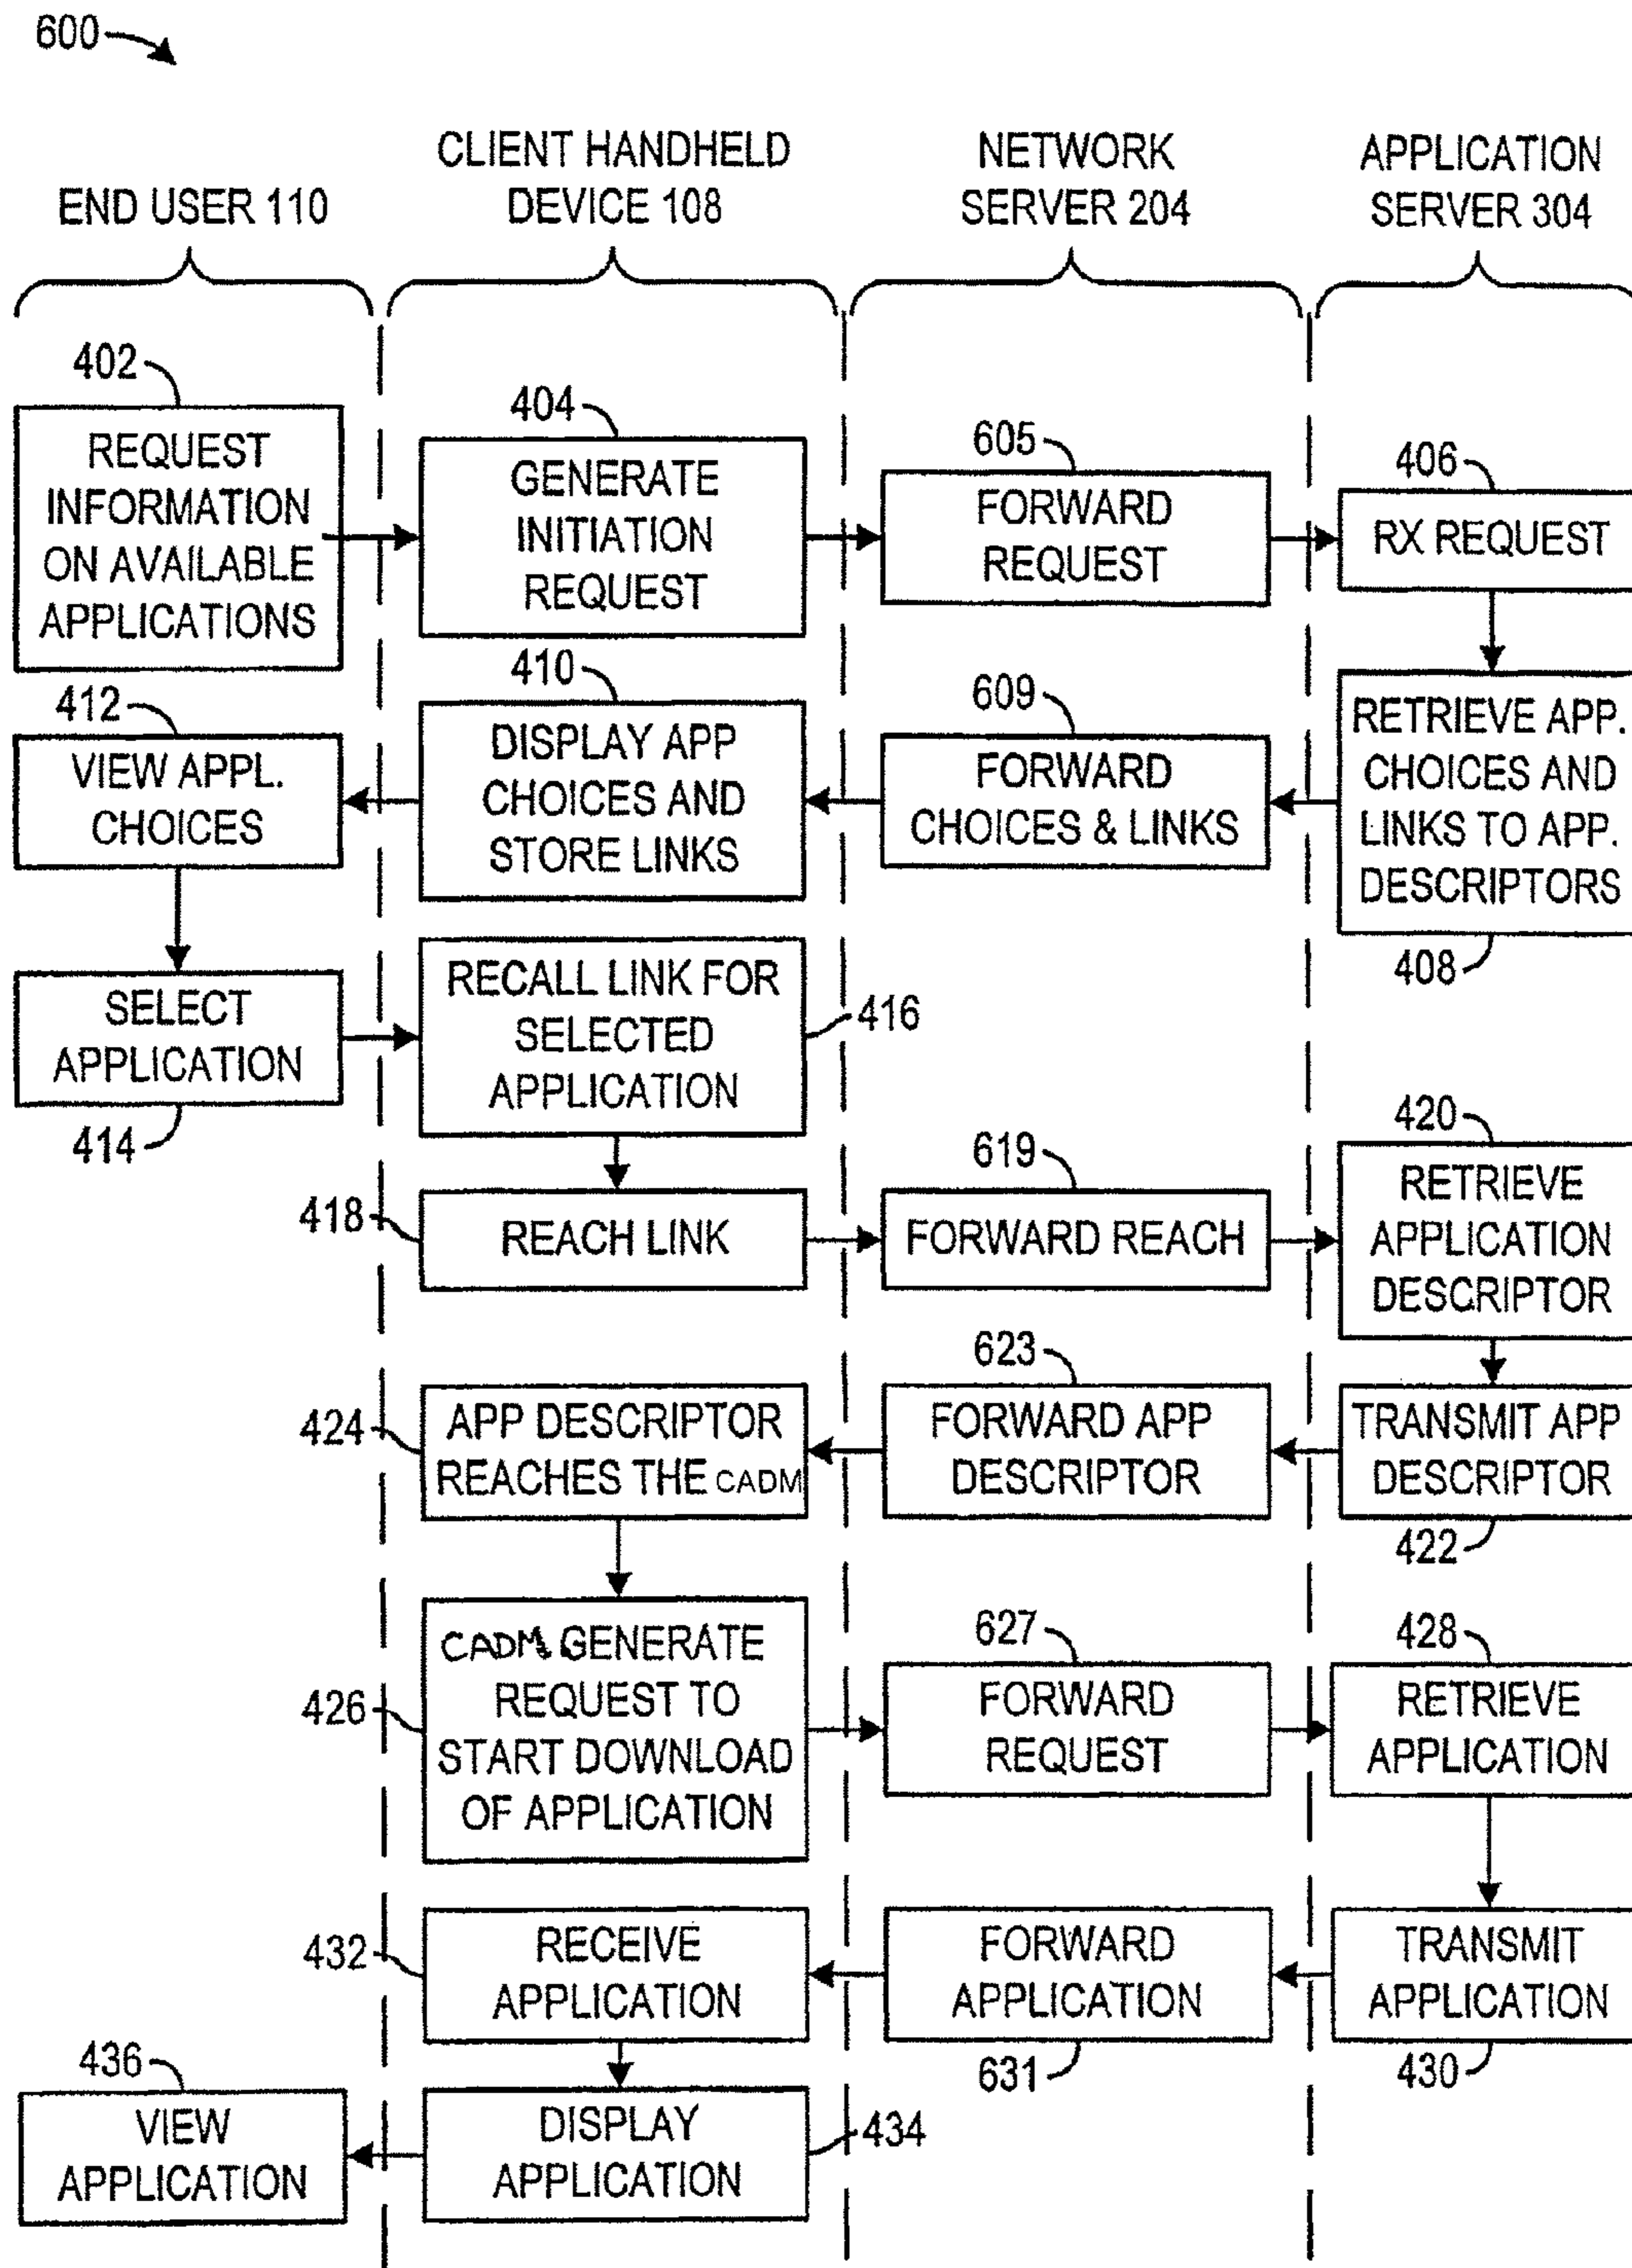 600
END USER 110
CLIENT HANDHELD
DEVICE 108
NETWORK
SERVER 204
APPLICATION
SERVER 304
402
REQUEST
INFORMATION
ON AVAILABLE
APPLICATIONS
404
GENERATE
INITIATION
REQUEST
605
FORWARD
REQUEST
406
RX REQUEST
412
VIEW APPL.
CHOICES
410
DISPLAY APP
CHOICES AND
STORE LINKS
609
FORWARD
CHOICES & LINKS
RETRIEVE APP.
CHOICES AND
LINKS TO APP.
DESCRIPTORS
408
SELECT
APPLICATION
414
RECALL LINK FOR
SELECTED
APPLICATION
416
418
REACH LINK
619
FORWARD REACH
420
RETRIEVE
APPLICATION
DESCRIPTOR
424
APP DESCRIPTOR
REACHES THE CADM
623
FORWARD APP
DESCRIPTOR
TRANSMIT APP
DESCRIPTOR
422
426
CADM GENERATE
REQUEST TO
START DOWNLOAD
OF APPLICATION
627
FORWARD
REQUEST
428
RETRIEVE
APPLICATION
432
RECEIVE
APPLICATION
FORWARD
APPLICATION
631
TRANSMIT
APPLICATION
430
436
VIEW
APPLICATION
DISPLAY
APPLICATION
434